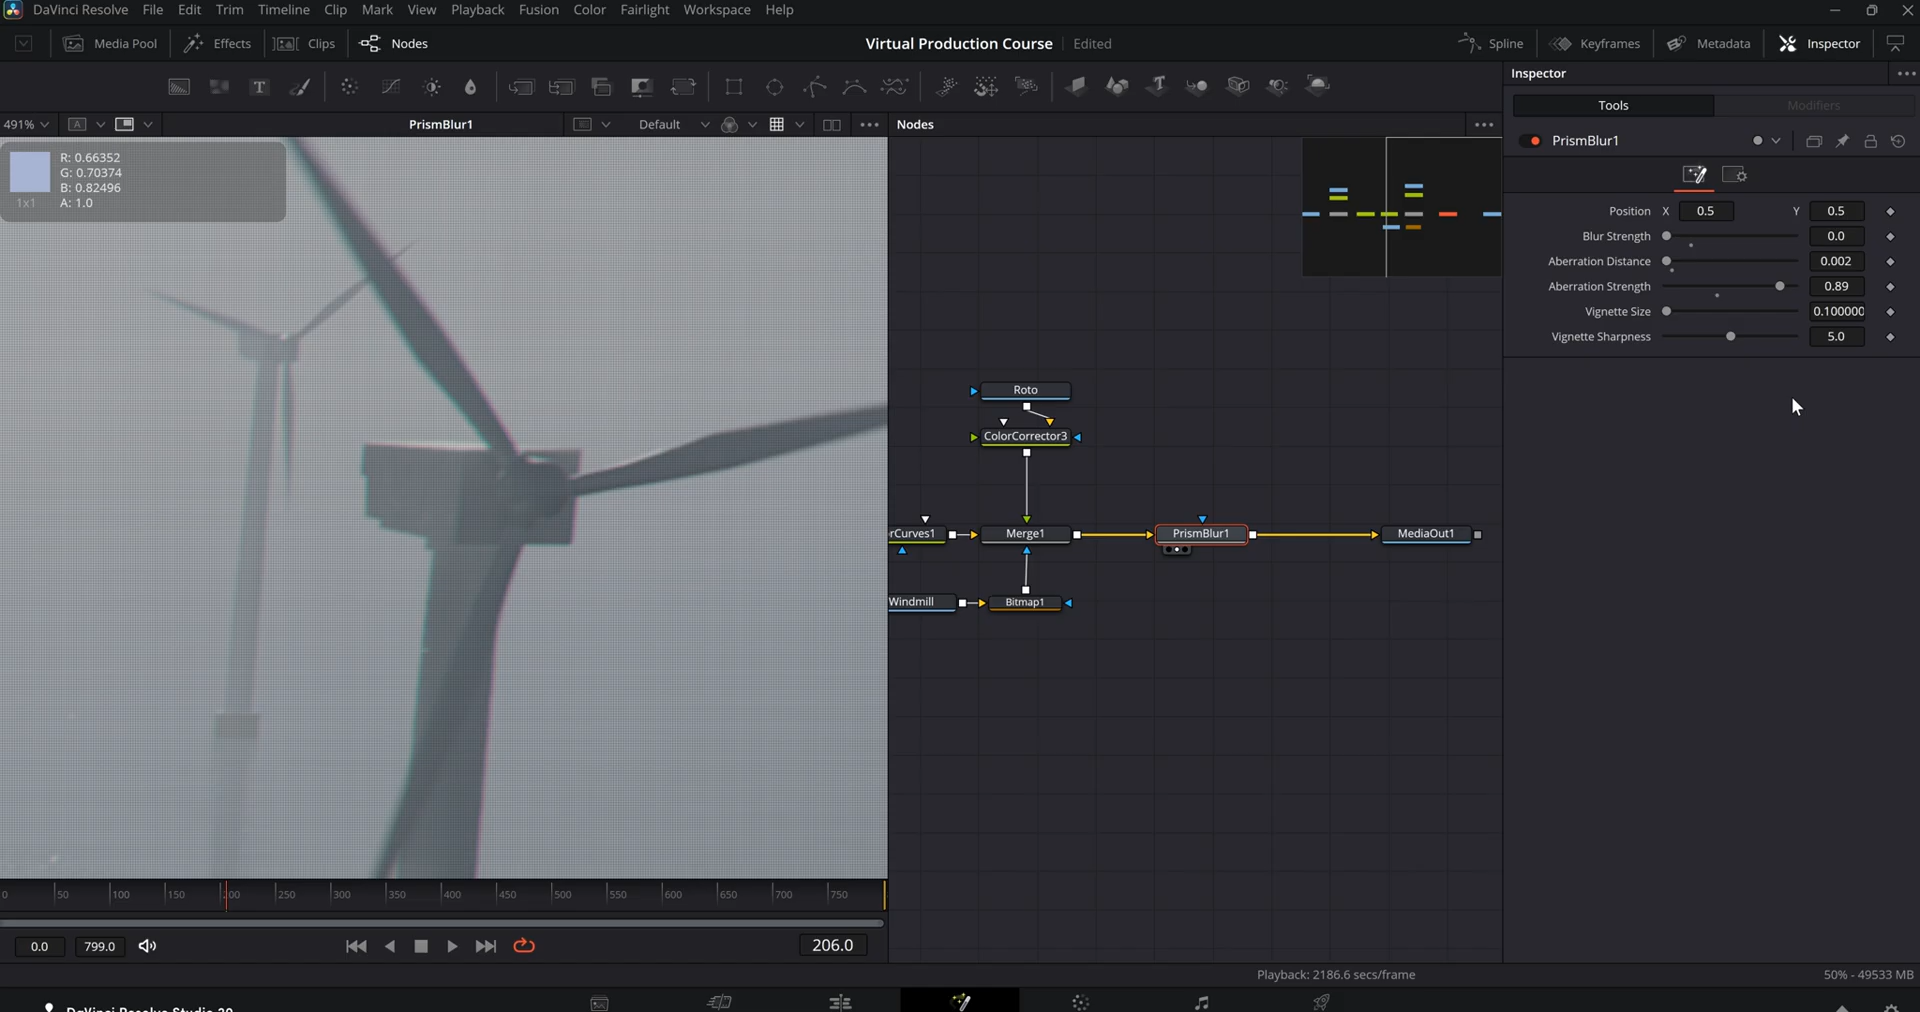 DaVinci Resolve File Edit Trim Timeline Clip Mark View Playback Fusion Color Fairlight Workspace Help
Media Pool Effects Clips Nodes Virtual Production Course Edited Spline Keyframes Metadata Inspector
Inspector
Tools Modifiers
491% A PrismBlur1 Default Nodes
PrismBlur1
R: 0.66352
G: 0.70374
B: 0.82496
1x1 A: 1.0
Position X 0.5 Y 0.5
Blur Strength 0.0
Aberration Distance 0.002
Aberration Strength 0.89
Vignette Size 0.100000
Vignette Sharpness 5.0
Roto
ColorCorrector3
rCurves1 Merge1 PrismBlur1 MediaOut1
Windmill Bitmap1
0 50 100 150 200 250 300 350 400 450 500 550 600 650 700 750
0.0 799.0 206.0
Playback: 2186.6 secs/frame 50% - 49533 MB
DaVinci Resolve Studio 20